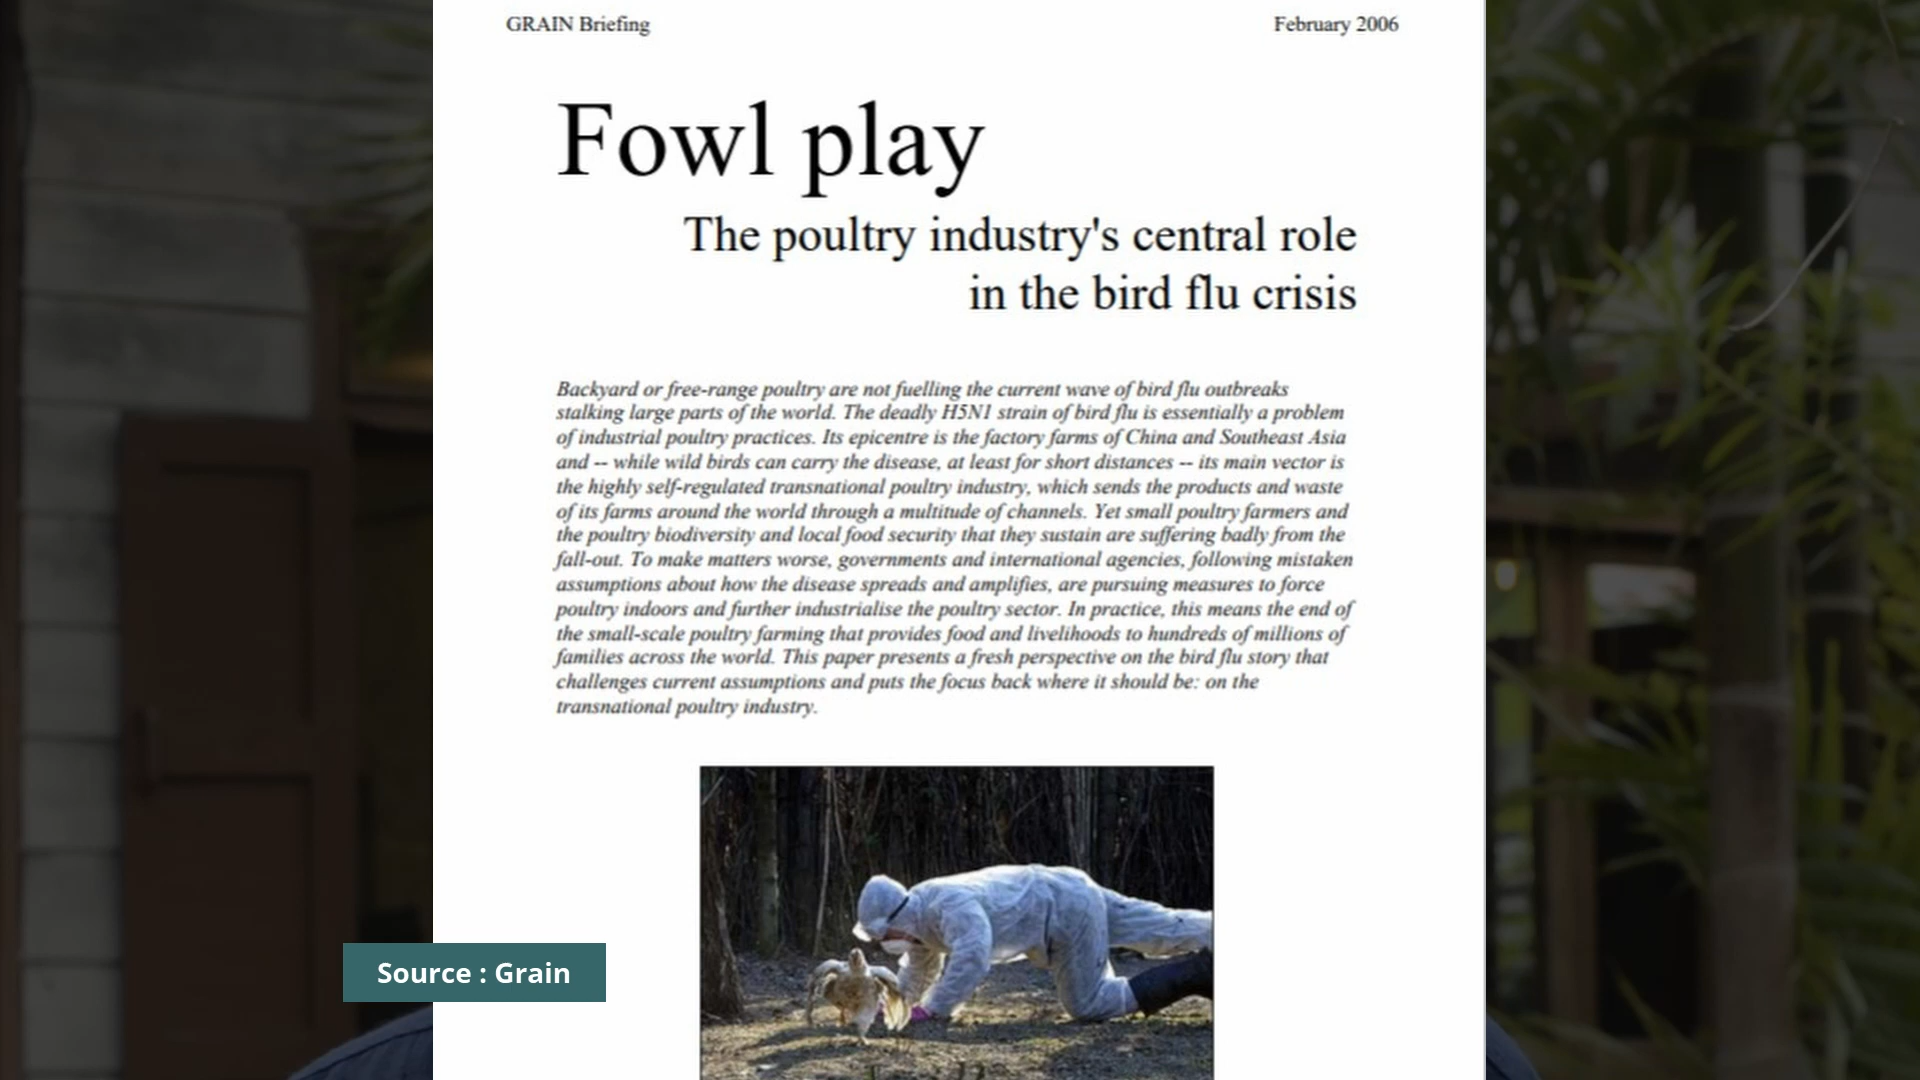 GRAIN Briefing
February 2006
Fowl play
The poultry industry's central role
in the bird flu crisis
Backyard or free-range poultry are not fuelling the current wave of bird flu outbreaks
stalking large parts of the world. The deadly H5N1 strain of bird flu is essentially a problem
of industrial poultry practices. Its epicentre is the factory farms of China and Southeast Asia
and -- while wild birds can carry the disease, at least for short distances -- its main vector is
the highly self-regulated transnational poultry industry, which sends the products and waste
of its farms around the world through a multitude of channels. Yet small poultry farmers and
the poultry biodiversity and local food security that they sustain are suffering badly from the
fall-out. To make matters worse, governments and international agencies, following mistaken
assumptions about how the disease spreads and amplifies, are pursuing measures to force
poultry indoors and further industrialise the poultry sector. In practice, this means the end of
the small-scale poultry farming that provides food and livelihoods to hundreds of millions of
families across the world. This paper presents a fresh perspective on the bird flu story that
challenges current assumptions and puts the focus back where it should be: on the
transnational poultry industry.
Source : Grain